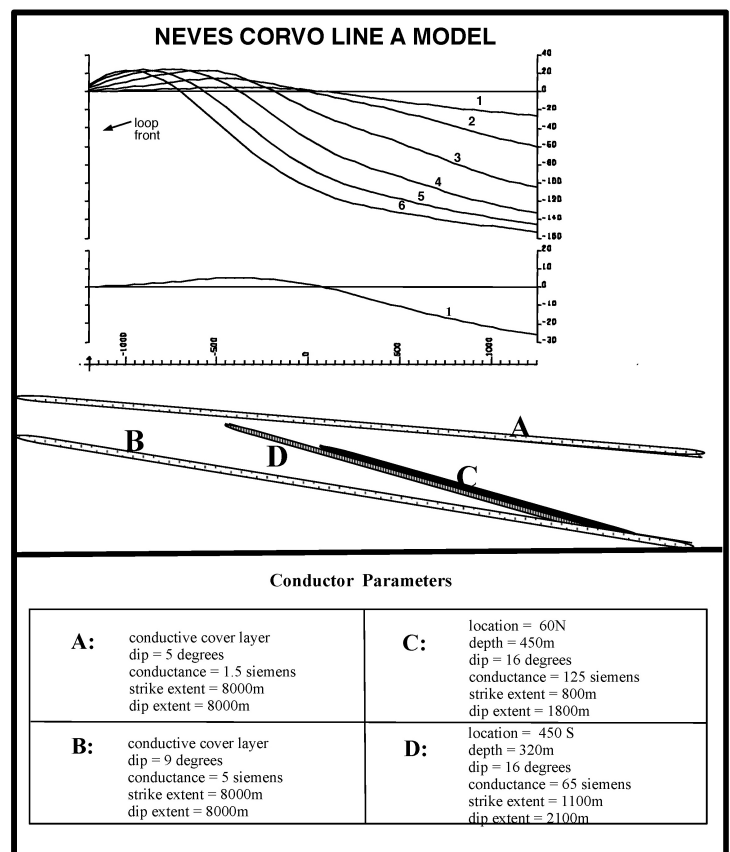 NEVES CORVO LINE A MODEL
40
20
0
-20
-40
-60
-80
-100
-120
-140
-160
loop
front
1
2
3
4
5
6
20
10
0
-10
-20
-30
1
-1000
-500
0
500
1000
A
B
D
C
Conductor Parameters
A:
conductive cover layer
dip = 5 degrees
conductance = 1.5 siemens
strike extent = 8000m
dip extent = 8000m
C:
location = 60N
depth = 450m
dip = 16 degrees
conductance = 125 siemens
strike extent = 800m
dip extent = 1800m
B:
conductive cover layer
dip = 9 degrees
conductance = 5 siemens
strike extent = 8000m
dip extent = 8000m
D:
location = 450 S
depth = 320m
dip = 16 degrees
conductance = 65 siemens
strike extent = 1100m
dip extent = 2100m